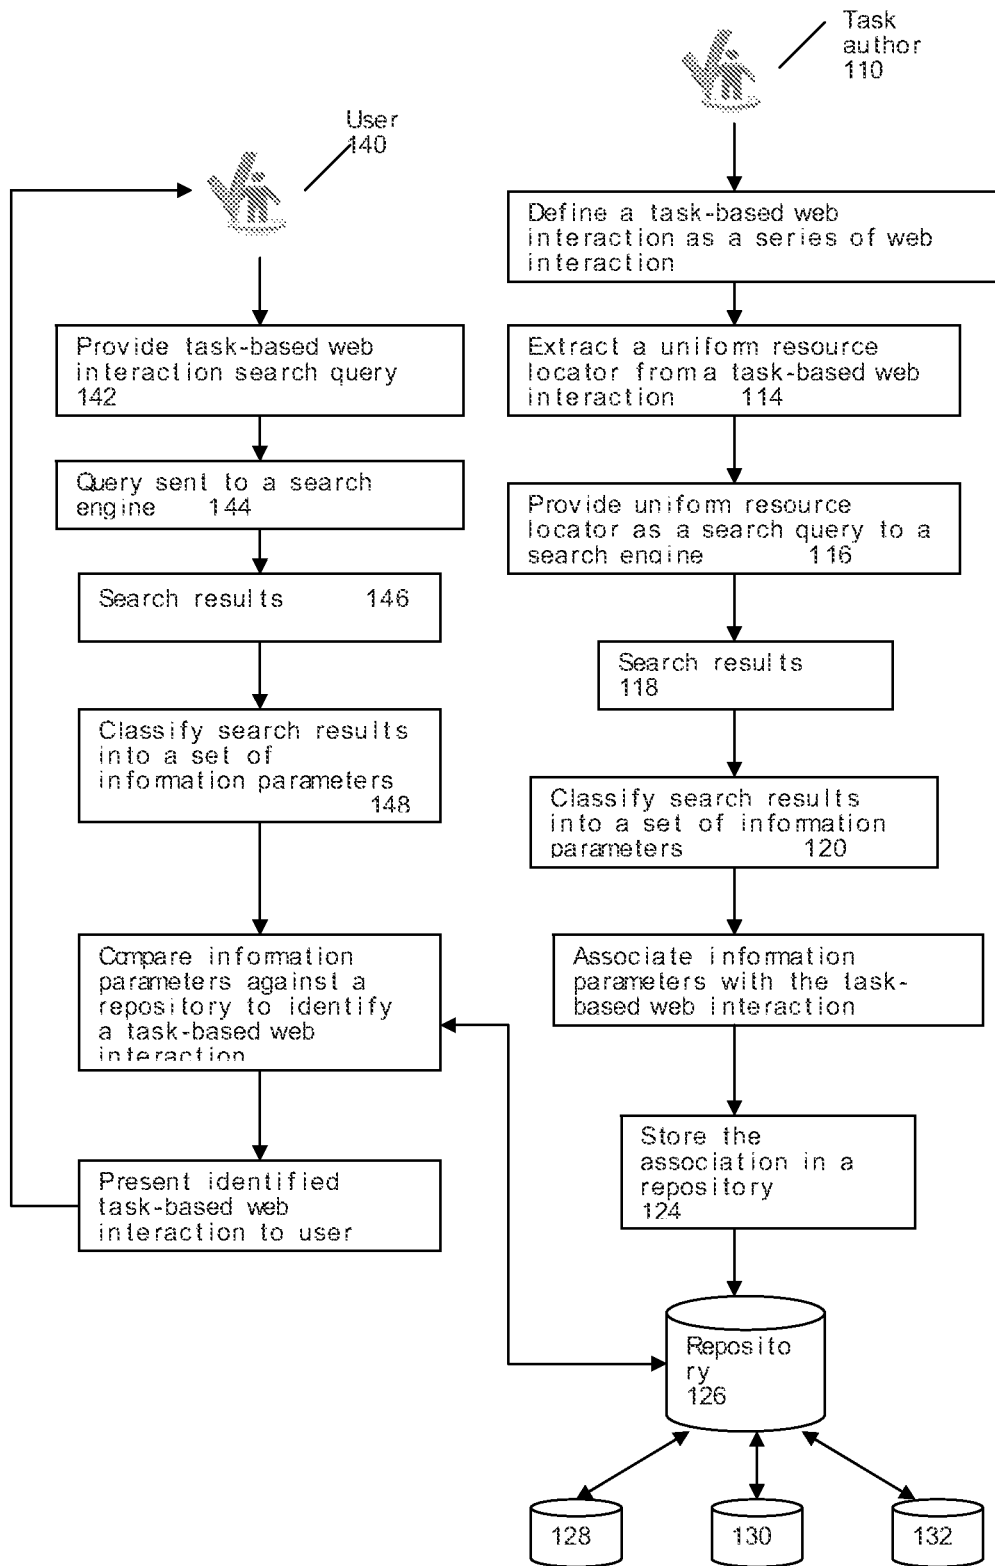 Task
author
110
User
140
Define a task-based web
interaction as a series of web
interaction
Provide task-based web
interaction search query
142
Extract a uniform resource
locator from a task-based web
interaction 114
Query sent to a search
engine 144
Provide uniform resource
locator as a search query to a
search engine 116
Search results 146
Search results
118
Classify search results
into a set of
information parameters
148
Classify search results
into a set of information
parameters 120
Compare information
parameters against a
repository to identify
a task-based web
interaction
Associate information
parameters with the task-
based web interaction
Present identified
task-based web
interaction to user
Store the
association in a
repository
124
Reposito
ry
126
128
130
132